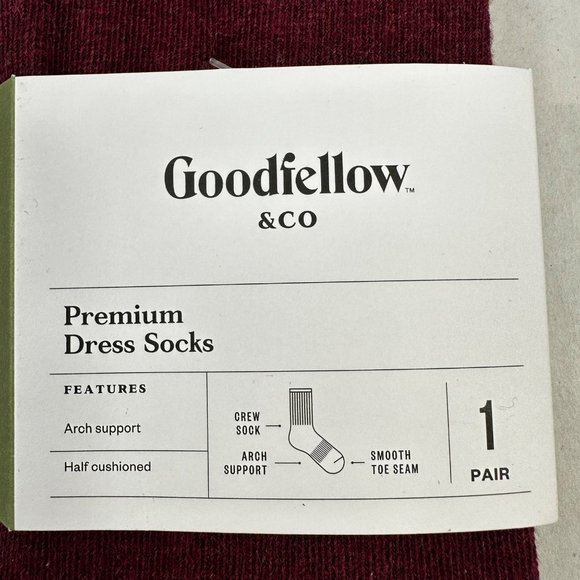 Goodfellow™
& CO
Premium
Dress Socks
FEATURES
Arch support
Half cushioned
CREW
SOCK
ARCH
SUPPORT
SMOOTH
TOE SEAM
1
PAIR